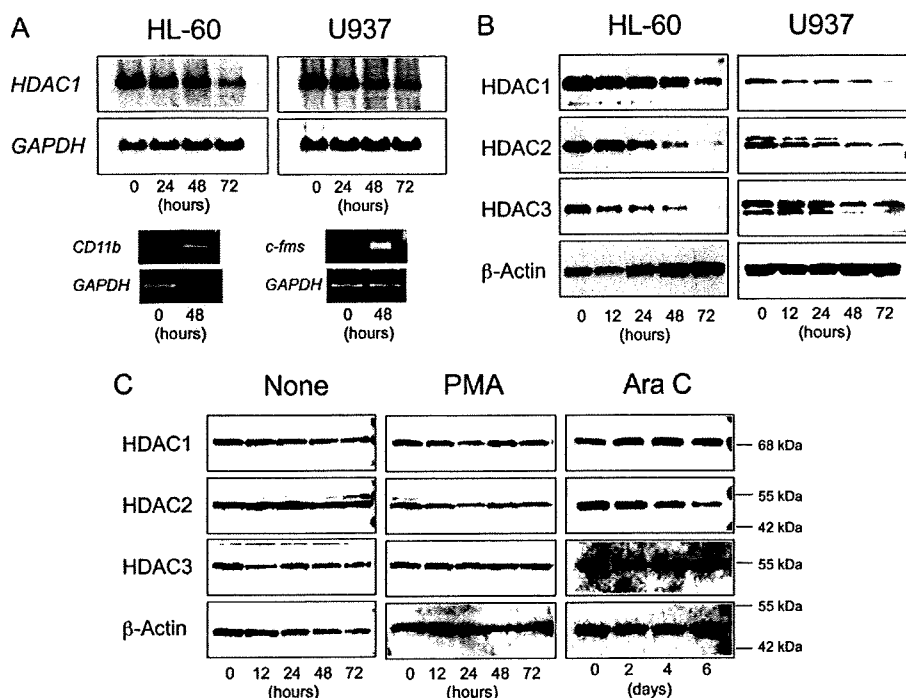 A
HL-60
U937
HDAC1
GAPDH
0 24 48 72
(hours)
0 24 48 72
(hours)
CD11b
GAPDH
0 48
(hours)
c-fms
GAPDH
0 48
(hours)
B
HL-60
U937
HDAC1
HDAC2
HDAC3
β-Actin
0 12 24 48 72
(hours)
0 12 24 48 72
(hours)
C
None
PMA
Ara C
HDAC1
68 kDa
HDAC2
55 kDa
42 kDa
HDAC3
55 kDa
β-Actin
55 kDa
42 kDa
0 12 24 48 72
(hours)
0 12 24 48 72
(hours)
0 2 4 6
(days)